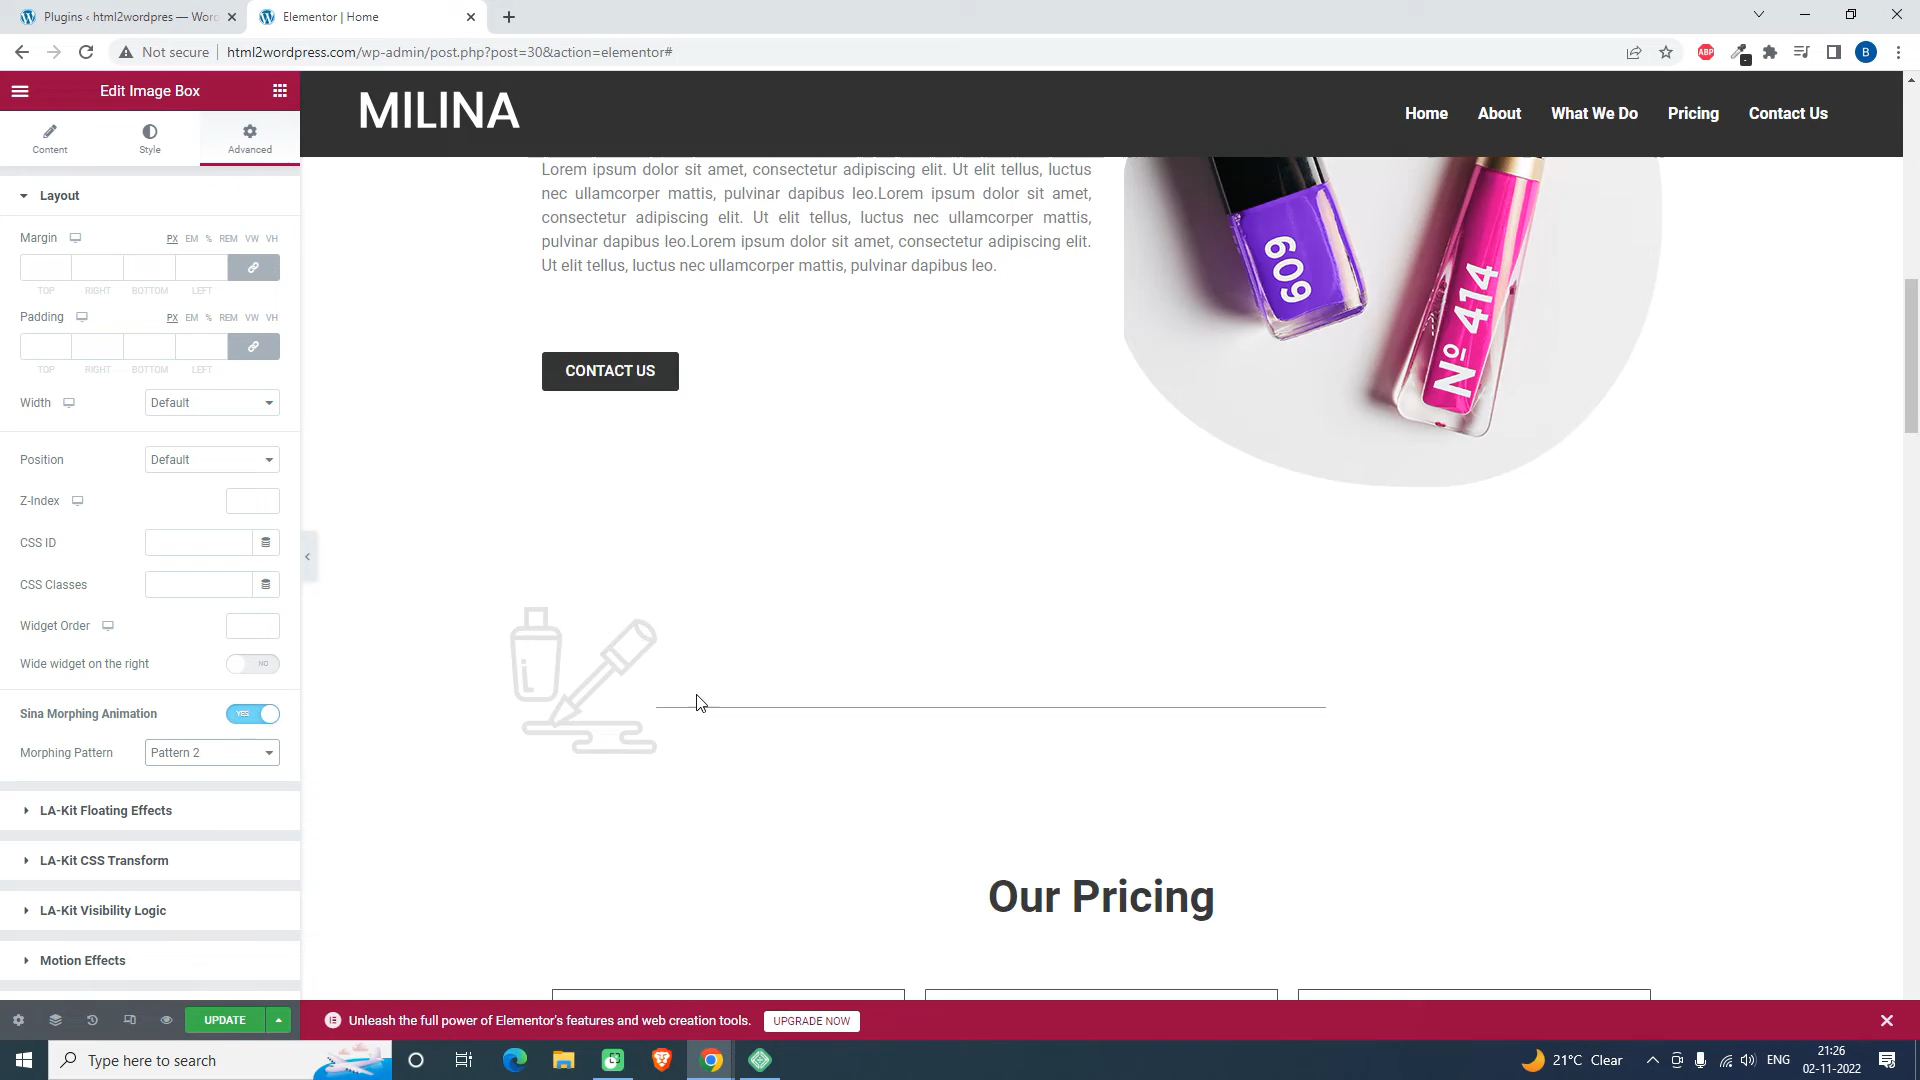 Plugins ‹ html2wordpres — Wor
Elementor | Home
Not secure
html2wordpress.com/wp-admin/post.php?post=30&action=elementor#
ABP
B
Edit Image Box
Content
Style
Advanced
Layout
Margin
PX EM % REM VW VH
TOP RIGHT BOTTOM LEFT
Padding
PX EM % REM VW VH
TOP RIGHT BOTTOM LEFT
Width
Default
Position
Default
Z-Index
CSS ID
CSS Classes
Widget Order
Wide widget on the right
NO
Sina Morphing Animation
YES
Morphing Pattern
Pattern 2
LA-Kit Floating Effects
LA-Kit CSS Transform
LA-Kit Visibility Logic
Motion Effects
UPDATE
MILINA
Home About What We Do Pricing Contact Us
Lorem ipsum dolor sit amet, consectetur adipiscing elit. Ut elit tellus, luctus
nec ullamcorper mattis, pulvinar dapibus leo.Lorem ipsum dolor sit amet,
consectetur adipiscing elit. Ut elit tellus, luctus nec ullamcorper mattis,
pulvinar dapibus leo.Lorem ipsum dolor sit amet, consectetur adipiscing elit.
Ut elit tellus, luctus nec ullamcorper mattis, pulvinar dapibus leo.
CONTACT US
609
Nº 414
Our Pricing
Unleash the full power of Elementor's features and web creation tools.
UPGRADE NOW
Type here to search
21°C Clear
ENG
21:26
02-11-2022